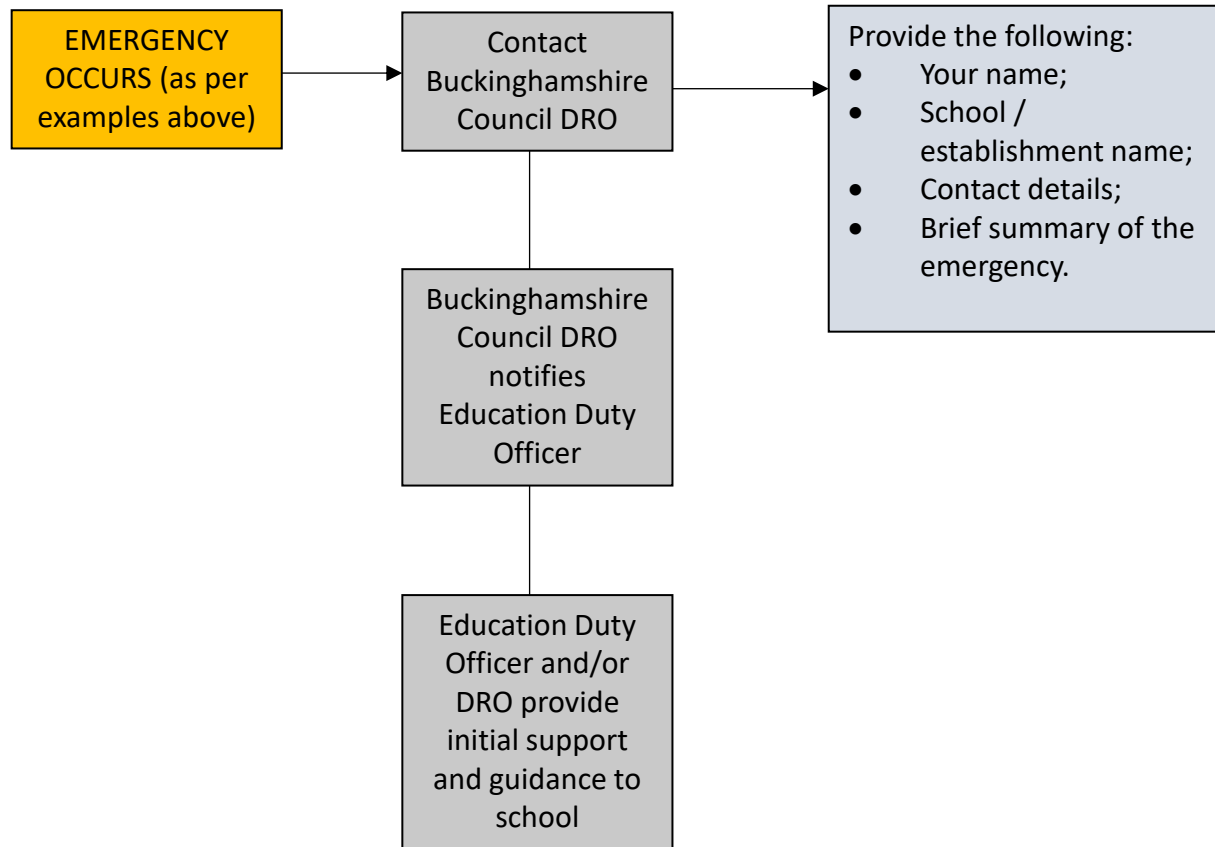 EMERGENCY
OCCURS (as per
examples above)
Contact
Buckinghamshire
Council DRO
Provide the following:
• Your name;
• School /
establishment name;
• Contact details;
• Brief summary of the
emergency.
Buckinghamshire
Council DRO
notifies
Education Duty
Officer
Education Duty
Officer and/or
DRO provide
initial support
and guidance to
school